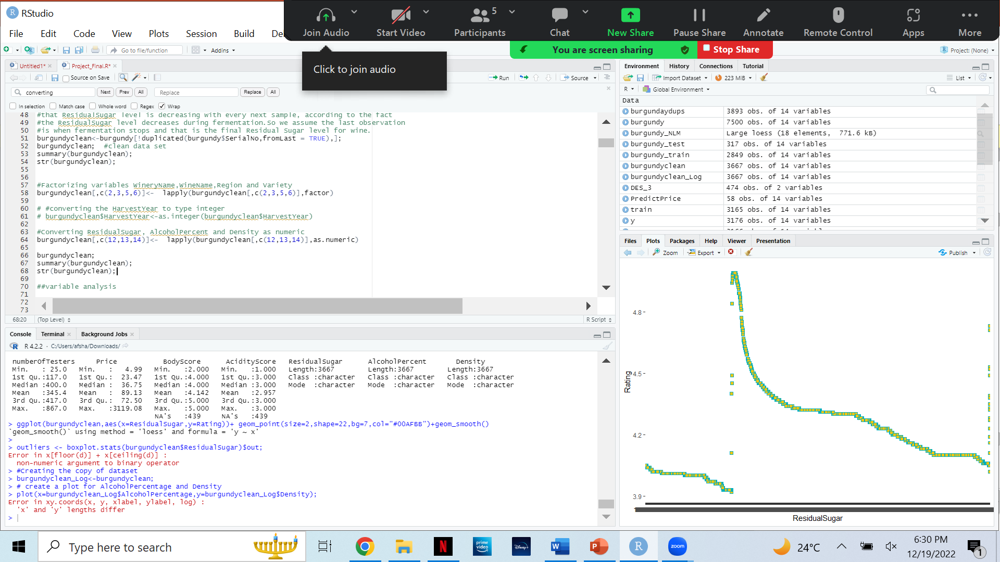 RStudio
File Edit Code View Plots Session Build De
Join Audio Start Video Participants 5 Chat New Share Pause Share Annotate Remote Control Apps More
Go to file/function Addins
You are screen sharing Stop Share
Project: (None)
Click to join audio
Untitled1* Project_Final.R*
Source on Save Run Source
converting Next Prev All Replace Replace All
In selection Match case Whole word Regex Wrap
48 #that ResidualSugar level is decreasing with every next sample, according to the fact
49 #the ResidualSugar level decreases during fermentation.So we assume the last observation
50 #is when fermentation stops and that is the final Residual Sugar level for wine.
51 burgundyclean<-burgundy[!duplicated(burgundy$SerialNo,fromLast = TRUE),];
52 burgundyclean;  #clean data set
53 summary(burgundyclean);
54 str(burgundyclean);
55
56
57 #Factorizing variables WineryName,WineName,Region and Variety
58 burgundyclean[,c(2,3,5,6)]<-  lapply(burgundyclean[,c(2,3,5,6)],factor)
59
60 # #converting the HarvestYear to type integer
61 # burgundyclean$HarvestYear<-as.integer(burgundyclean$HarvestYear)
62
63 #Converting ResidualSugar, AlcoholPercent and Density as numeric
64 burgundyclean[,c(12,13,14)]<-  lapply(burgundyclean[,c(12,13,14)],as.numeric)
65
66 burgundyclean;
67 summary(burgundyclean);
68 str(burgundyclean);
69
70 ##variable analysis
71
72
73
68:20 (Top Level) R Script
Console Terminal Background Jobs
R 4.2.2 · C:/Users/afsha/Downloads/
numberOfTesters Price BodyScore AcidityScore ResidualSugar AlcoholPercent Density
Min. : 25.0 Min. : 4.99 Min. :2.000 Min. :1.000 Length:3667 Length:3667 Length:3667
1st Qu.:117.0 1st Qu.: 23.47 1st Qu.:4.000 1st Qu.:3.000 Class :character Class :character Class :character
Median :400.0 Median : 36.75 Median :4.000 Median :3.000 Mode :character Mode :character Mode :character
Mean :345.4 Mean : 89.13 Mean :4.142 Mean :2.957
3rd Qu.:417.0 3rd Qu.: 72.50 3rd Qu.:5.000 3rd Qu.:3.000
Max. :867.0 Max. :3119.08 Max. :5.000 Max. :3.000
NA's :439 NA's :439
> ggplot(burgundyclean,aes(x=ResidualSugar,y=Rating))+ geom_point(size=2,shape=22,bg=7,col="#00AFBB")+geom_smooth()
`geom_smooth()` using method = 'loess' and formula = 'y ~ x'
>
> outliers <- boxplot.stats(burgundyclean$ResidualSugar)$out;
Error in x[floor(d)] + x[ceiling(d)] :
non-numeric argument to binary operator
> #Creating the copy of dataset
> burgundyclean_Log<-burgundyclean;
> # create a plot for AlcoholPercentage and Density
> plot(x=burgundyclean_Log$AlcoholPercentage,y=burgundyclean_Log$Density);
Error in xy.coords(x, y, xlabel, ylabel, log) :
'x' and 'y' lengths differ
>
Environment History Connections Tutorial
Import Dataset 223 MiB List
R Global Environment
Data
burgundaydups 3893 obs. of 14 variables
burgundy 7500 obs. of 14 variables
burgundy_NLM Large loess (18 elements, 771.6 kB)
burgundy_test 317 obs. of 14 variables
burgundy_train 2849 obs. of 14 variables
burgundyclean 3667 obs. of 14 variables
burgundyclean_Log 3667 obs. of 14 variables
DES_3 474 obs. of 2 variables
PredictPrice 58 obs. of 14 variables
train 3165 obs. of 14 variables
y 3176 obs. of 14 variables
Files Plots Packages Help Viewer Presentation
Zoom Export Publish
4.8
4.5
4.2
3.9
Rating
ResidualSugar
Type here to search
prime video
Disney+
zoom
24°C
6:30 PM
12/19/2022
1